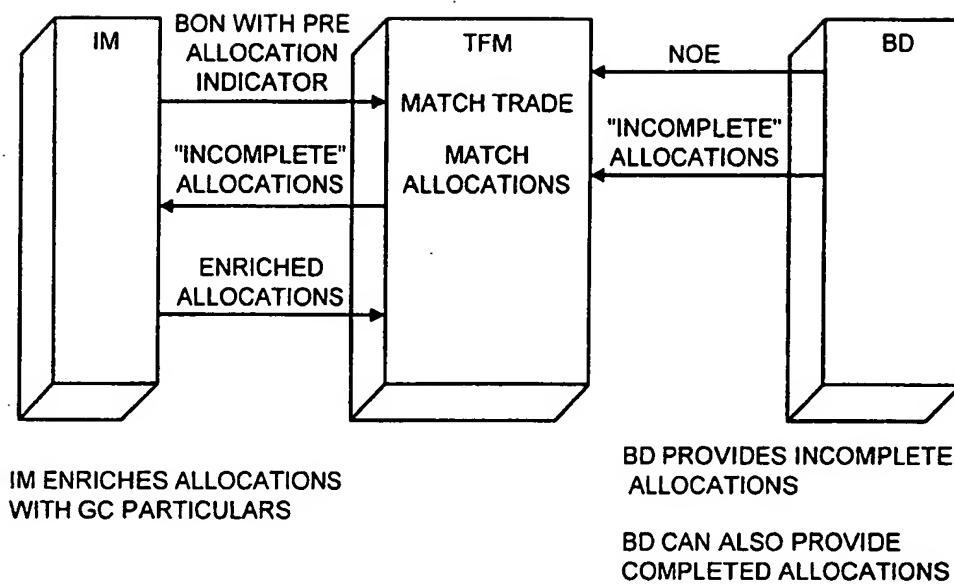 IM
BON WITH PRE
ALLOCATION
INDICATOR
TFM
BD
NOE
MATCH TRADE
"INCOMPLETE"
ALLOCATIONS
MATCH
ALLOCATIONS
"INCOMPLETE"
ALLOCATIONS
ENRICHED
ALLOCATIONS
IM ENRICHES ALLOCATIONS
WITH GC PARTICULARS
BD PROVIDES INCOMPLETE
ALLOCATIONS
BD CAN ALSO PROVIDE
COMPLETED ALLOCATIONS